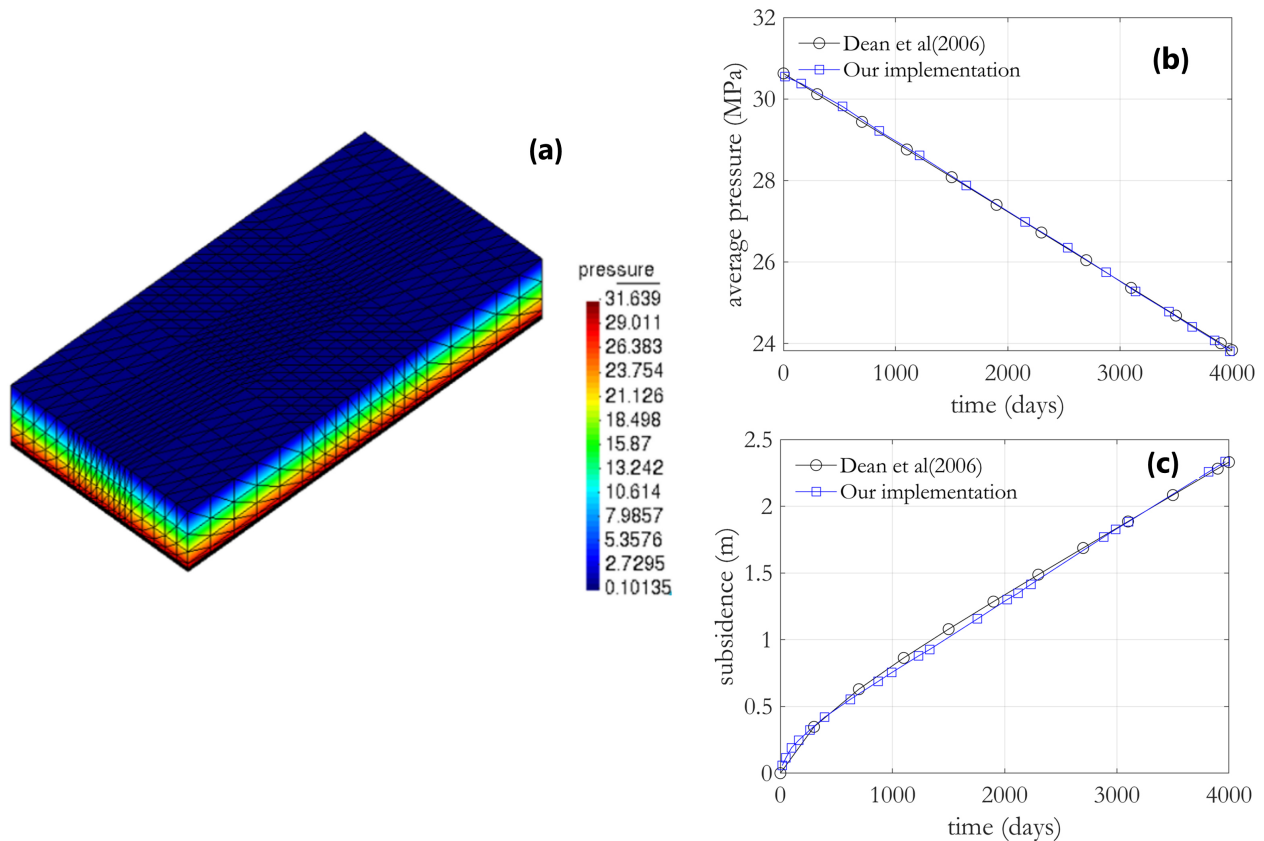 (a)
pressure
31.639
29.011
26.383
23.754
21.126
18.498
15.87
13.242
10.614
7.9857
5.3576
2.7295
0.10135
(b)
Dean et al(2006)
Our implementation
average pressure (MPa)
32
30
28
26
24
0 1000 2000 3000 4000
time (days)
(c)
Dean et al(2006)
Our implementation
subsidence (m)
2.5
2
1.5
1
0.5
0
0 1000 2000 3000 4000
time (days)